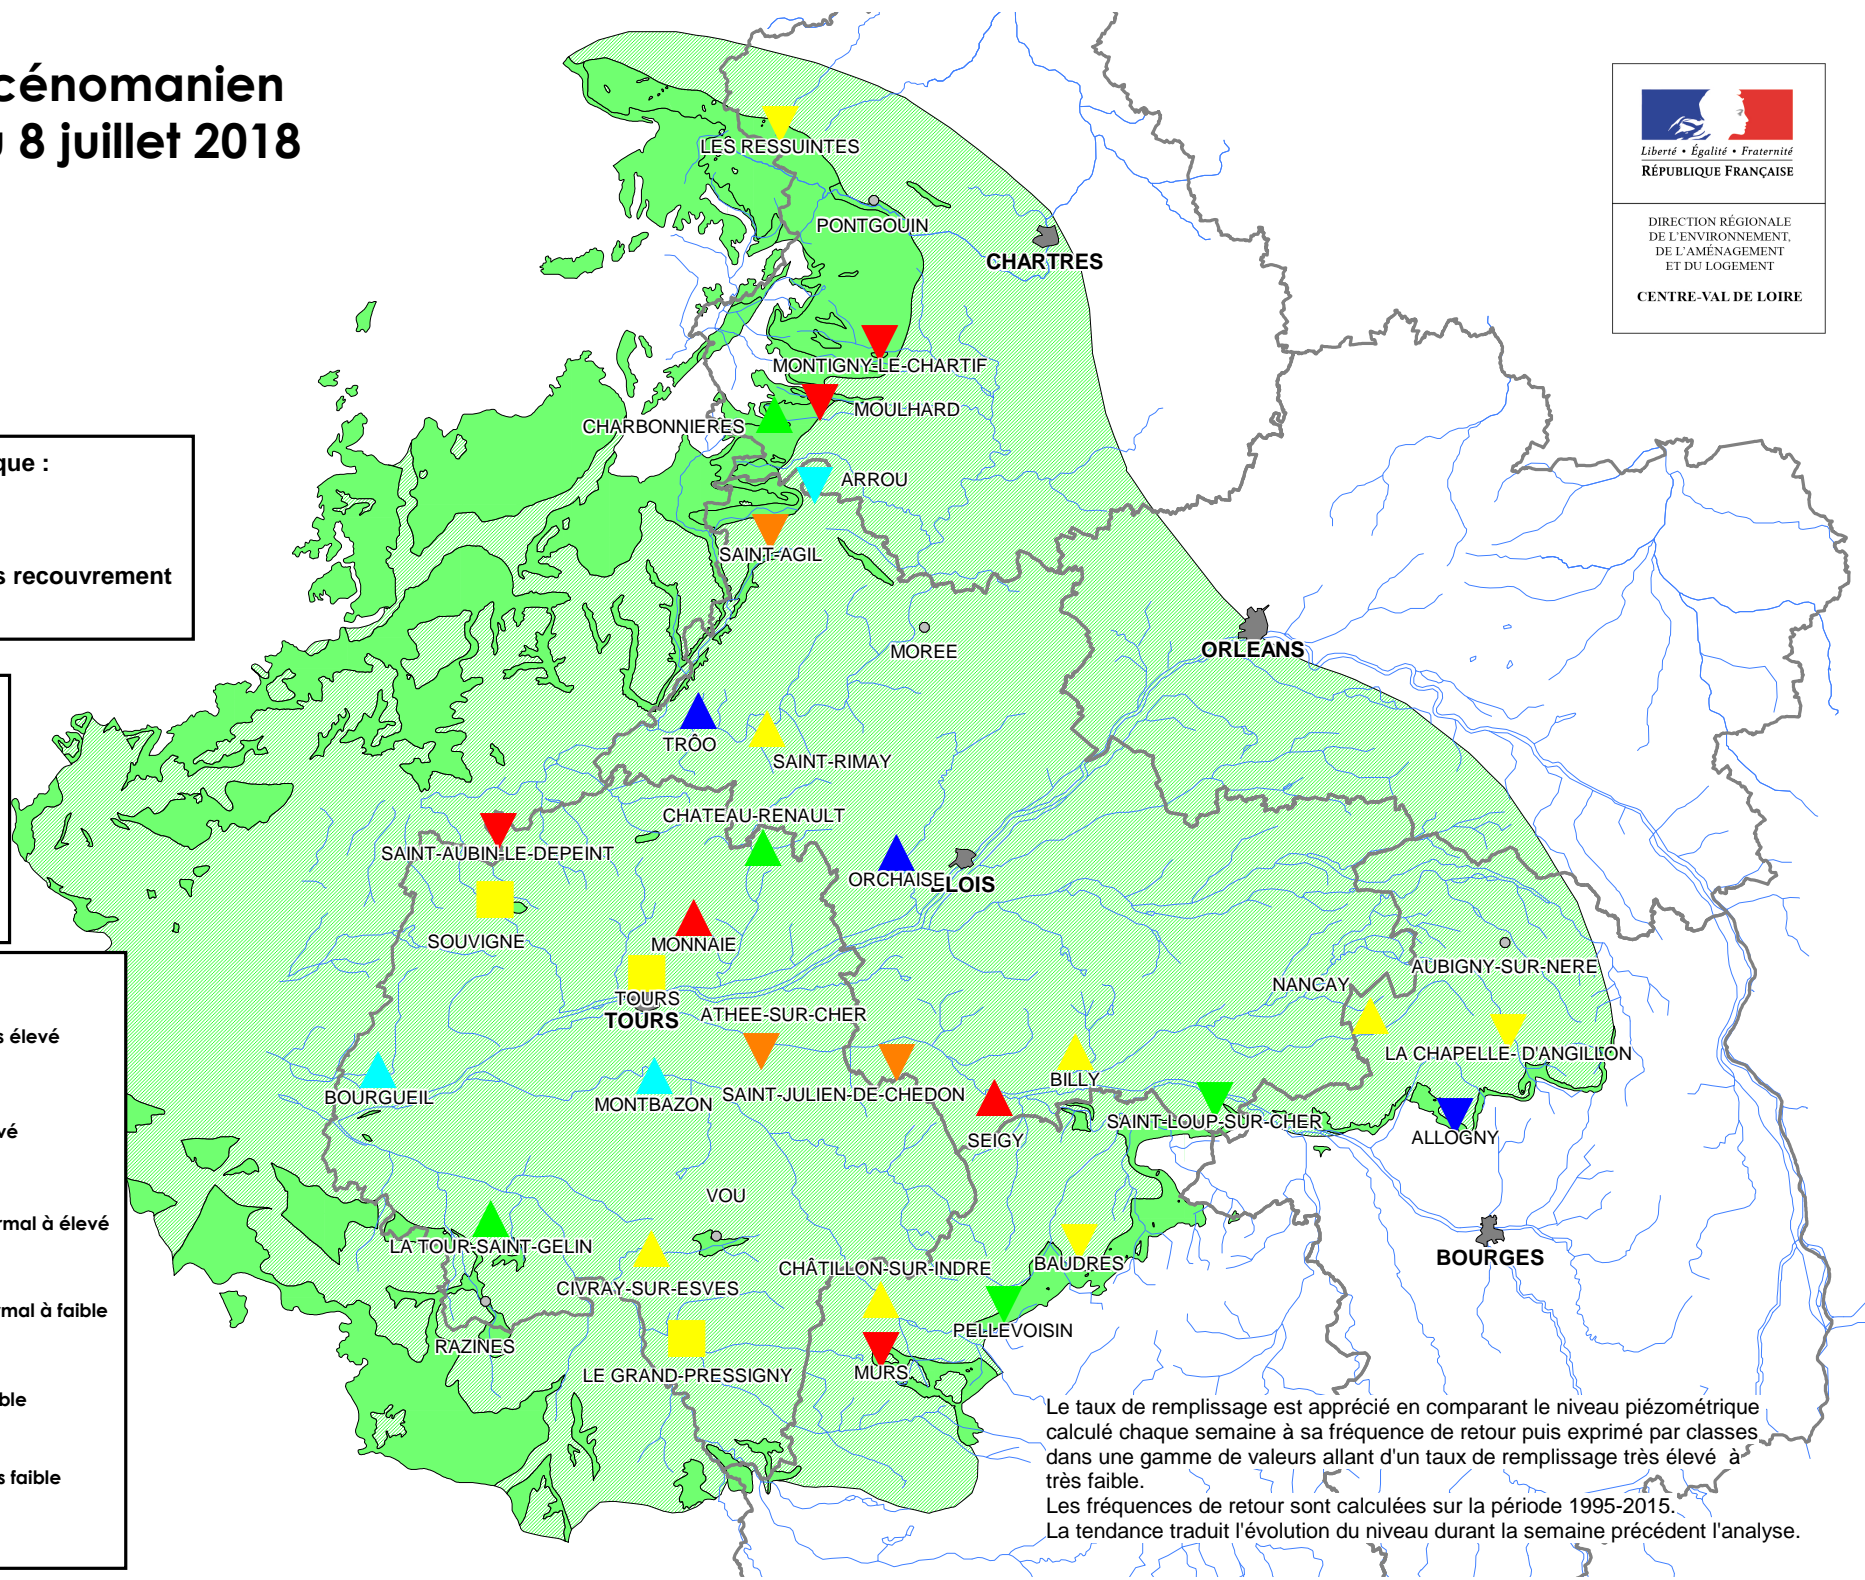 cénomanien
8 juillet 2018
Liberté • Égalité • Fraternité
RÉPUBLIQUE FRANÇAISE
DIRECTION RÉGIONALE
DE L'ENVIRONNEMENT,
DE L'AMÉNAGEMENT
ET DU LOGEMENT
CENTRE-VAL DE LOIRE
LES RESSUINTES
PONTGOUIN
CHARTRES
MONTIGNY-LE-CHARTIF
MOULHARD
CHARBONNIERES
que :
ARROU
SAINT-AGIL
s recouvrement
MOREE
ORLEANS
TRÔO
SAINT-RIMAY
CHATEAU-RENAULT
SAINT-AUBIN-LE-DEPEINT
ORCHAISE
BLOIS
SOUVIGNE
MONNAIE
AUBIGNY-SUR-NERE
NANCAY
TOURS
TOURS
ATHEE-SUR-CHER
s élevé
LA CHAPELLE- D'ANGILLON
BILLY
BOURGUEIL
MONTBAZON
SAINT-JULIEN-DE-CHEDON
SAINT-LOUP-SUR-CHER
vé
SEIGY
ALLOGNY
VOU
rmal à élevé
LA TOUR-SAINT-GELIN
BOURGES
CHÂTILLON-SUR-INDRE
BAUDRES
CIVRAY-SUR-ESVES
rmal à faible
PELLEVOISIN
RAZINES
LE GRAND-PRESSIGNY
MURS
ble
s faible
Le taux de remplissage est apprécié en comparant le niveau piézométrique
calculé chaque semaine à sa fréquence de retour puis exprimé par classes
dans une gamme de valeurs allant d'un taux de remplissage très élevé à
très faible.
Les fréquences de retour sont calculées sur la période 1995-2015.
La tendance traduit l'évolution du niveau durant la semaine précédent l'analyse.